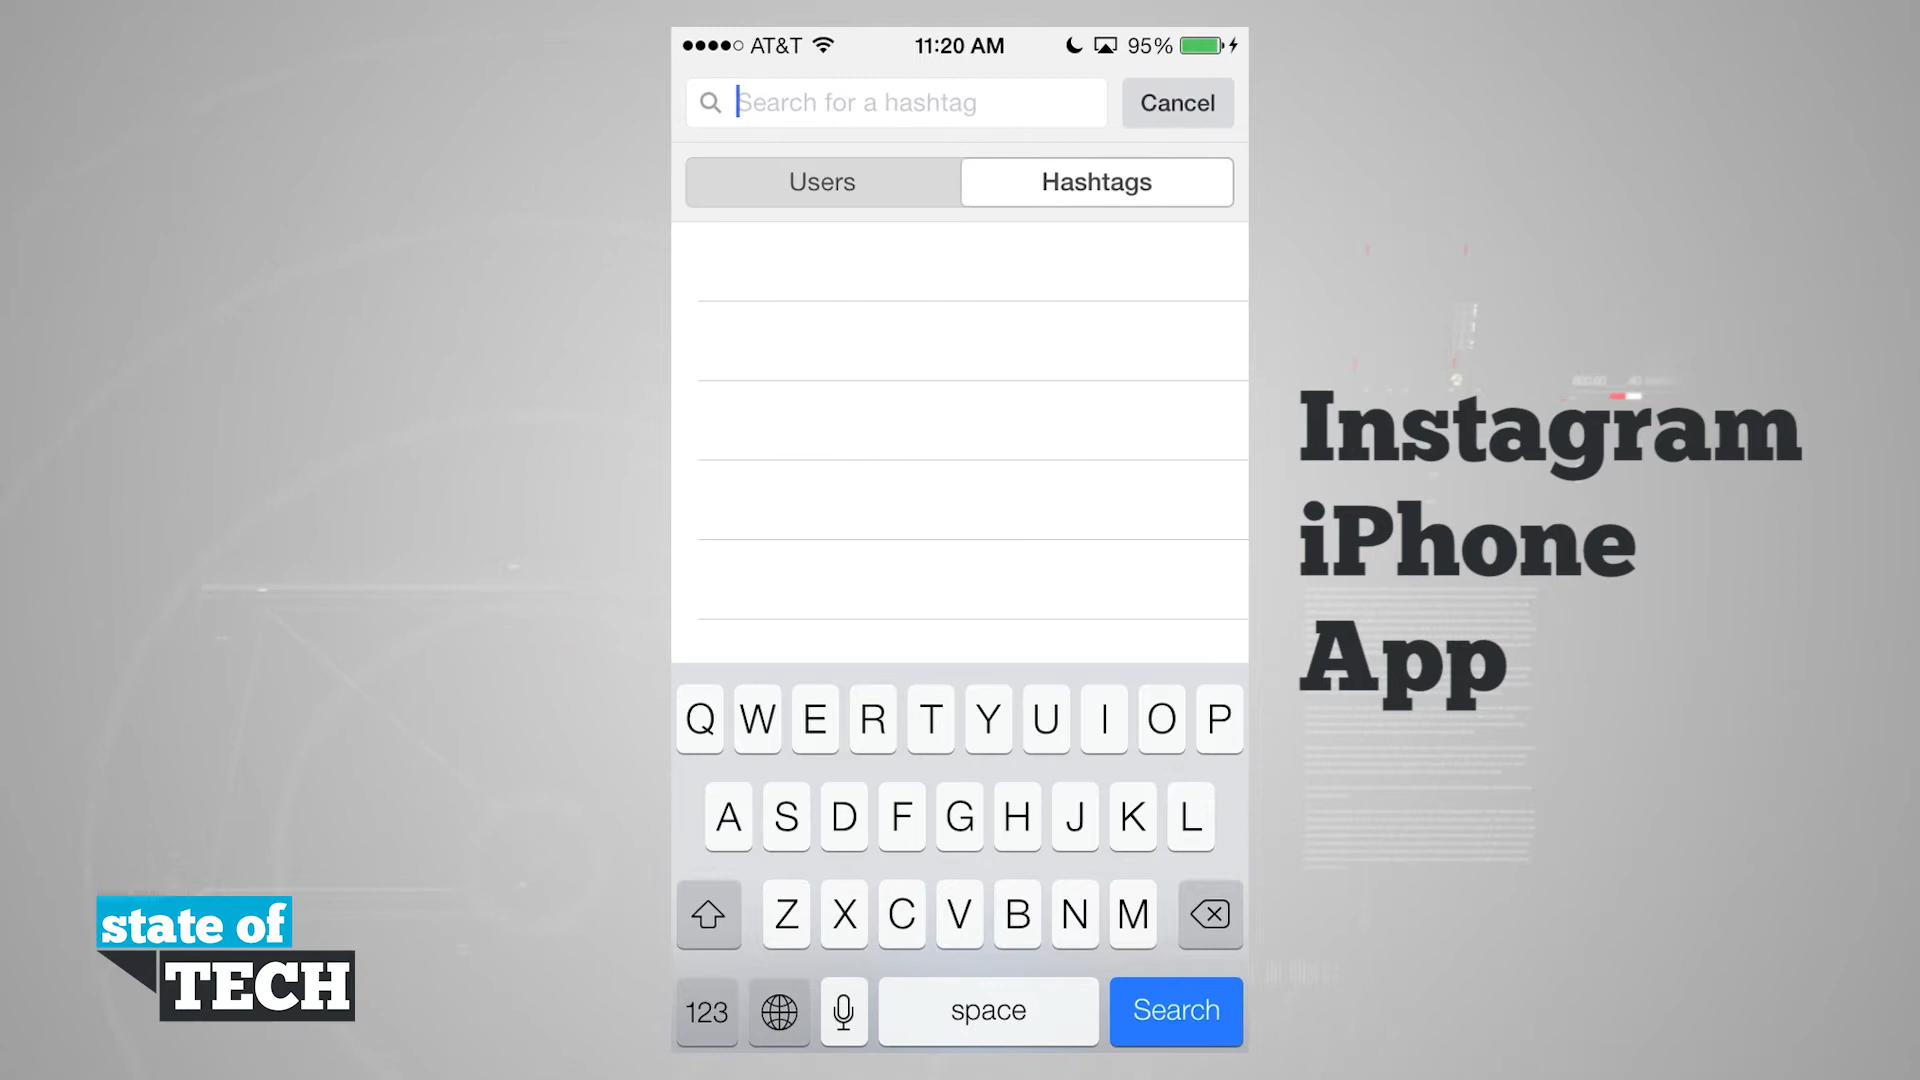 AT&T 11:20 AM 95%
Search for a hashtag Cancel
Users Hashtags
Instagram
iPhone
App
Q W E R T Y U I O P
A S D F G H J K L
Z X C V B N M
123 space Search
state of
TECH